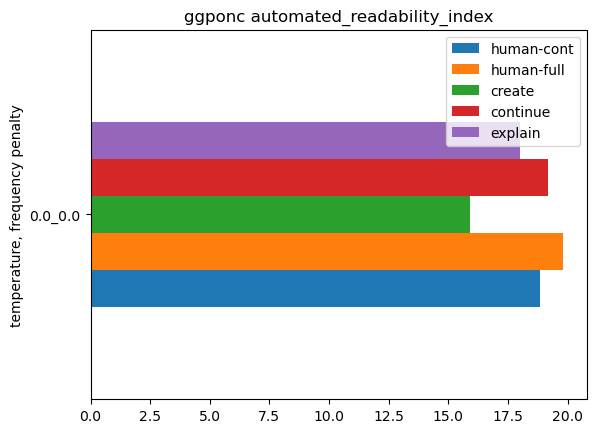 ggponc automated_readability_index
human-cont
human-full
create
continue
explain
temperature, frequency penalty
0.0_0.0
0.0 2.5 5.0 7.5 10.0 12.5 15.0 17.5 20.0